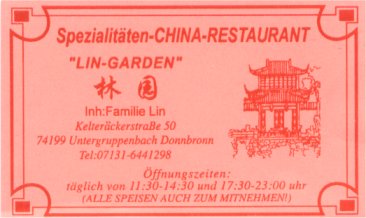 Spezialitäten-CHINA-RESTAURANT
"LIN-GARDEN"
林园
Inh:Familie Lin
Kelterückerstraße 50
74199 Untergruppenbach Donnbronn
Tel:07131-6441298
Öffnungszeiten:
täglich von 11:30-14:30 und 17:30-23:00 uhr
(ALLE SPEISEN AUCH ZUM MITNEHMEN!)